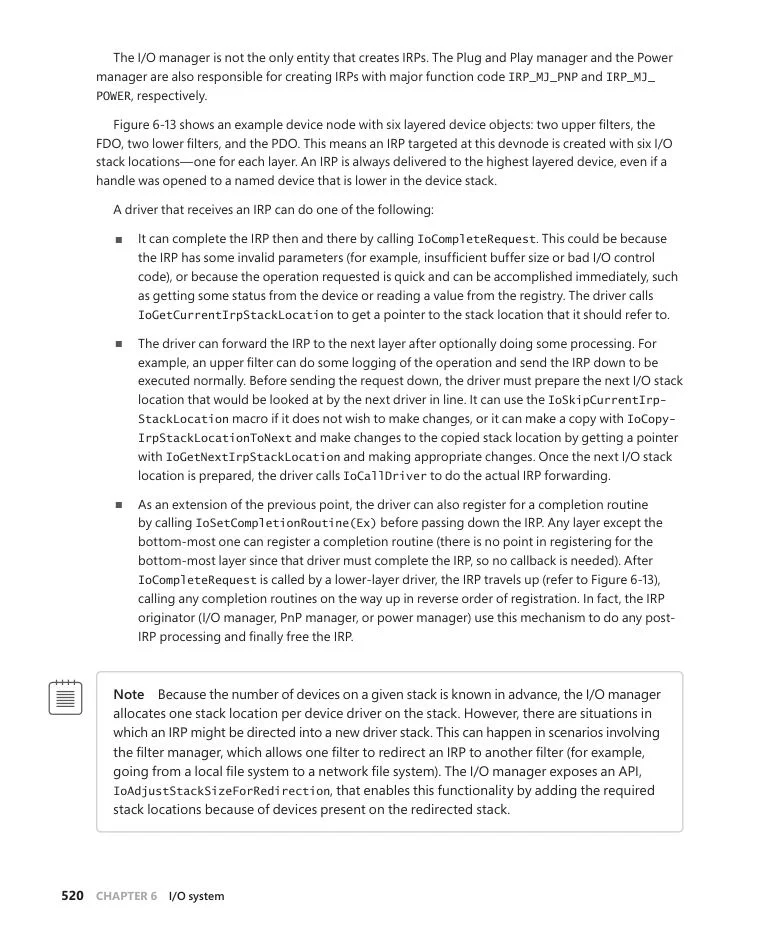 The I/O manager is not the only entity that creates IRPs. The Plug and Play manager and the Power
manager are also responsible for creating IRPs with major function code IRP_MJ_PNP and IRP_MJ_
POWER, respectively.
Figure 6-13 shows an example device node with six layered device objects: two upper filters, the
FDO, two lower filters, and the PDO. This means an IRP targeted at this devnode is created with six I/O
stack locations—one for each layer. An IRP is always delivered to the highest layered device, even if a
handle was opened to a named device that is lower in the device stack.
A driver that receives an IRP can do one of the following:
■ It can complete the IRP then and there by calling IoCompleteRequest. This could be because
the IRP has some invalid parameters (for example, insufficient buffer size or bad I/O control
code), or because the operation requested is quick and can be accomplished immediately, such
as getting some status from the device or reading a value from the registry. The driver calls
IoGetCurrentIrpStackLocation to get a pointer to the stack location that it should refer to.
■ The driver can forward the IRP to the next layer after optionally doing some processing. For
example, an upper filter can do some logging of the operation and send the IRP down to be
executed normally. Before sending the request down, the driver must prepare the next I/O stack
location that would be looked at by the next driver in line. It can use the IoSkipCurrentIrp-
StackLocation macro if it does not wish to make changes, or it can make a copy with IoCopy-
IrpStackLocationToNext and make changes to the copied stack location by getting a pointer
with IoGetNextIrpStackLocation and making appropriate changes. Once the next I/O stack
location is prepared, the driver calls IoCallDriver to do the actual IRP forwarding.
■ As an extension of the previous point, the driver can also register for a completion routine
by calling IoSetCompletionRoutine(Ex) before passing down the IRP. Any layer except the
bottom-most one can register a completion routine (there is no point in registering for the
bottom-most layer since that driver must complete the IRP, so no callback is needed). After
IoCompleteRequest is called by a lower-layer driver, the IRP travels up (refer to Figure 6-13),
calling any completion routines on the way up in reverse order of registration. In fact, the IRP
originator (I/O manager, PnP manager, or power manager) use this mechanism to do any post-
IRP processing and finally free the IRP.
Note Because the number of devices on a given stack is known in advance, the I/O manager
allocates one stack location per device driver on the stack. However, there are situations in
which an IRP might be directed into a new driver stack. This can happen in scenarios involving
the filter manager, which allows one filter to redirect an IRP to another filter (for example,
going from a local file system to a network file system). The I/O manager exposes an API,
IoAdjustStackSizeForRedirection, that enables this functionality by adding the required
stack locations because of devices present on the redirected stack.
520 CHAPTER 6 I/O system